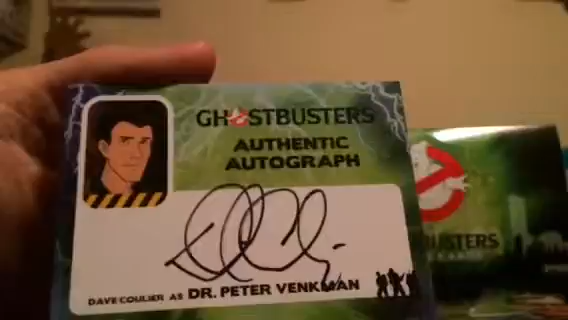 GHOSTBUSTERS
AUTHENTIC
AUTOGRAPH
DAVE COULIER AS DR. PETER VENKMAN
BUSTERS